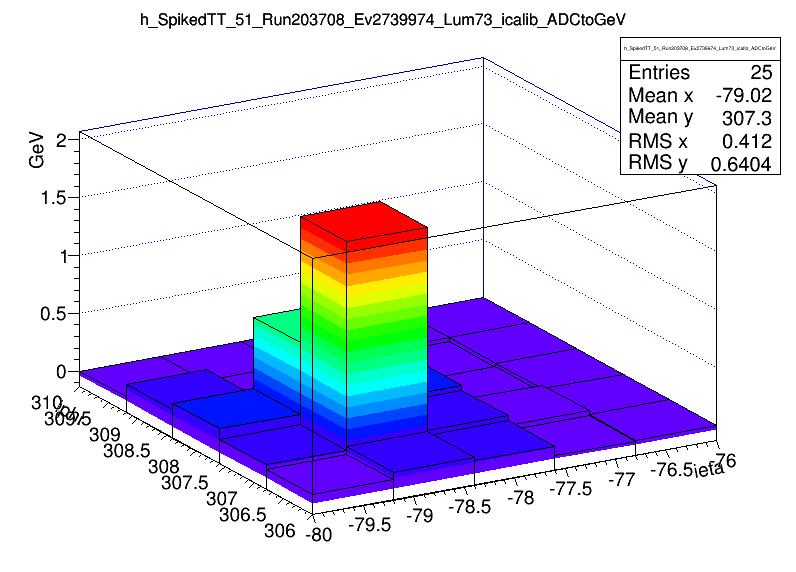 h_SpikedTT_51_Run203708_Ev2739974_Lum73_icalib_ADCtoGeV
h_SpikedTT_51_Run203708_Ev2739974_Lum73_icalib_ADCtoGeV
Entries 25
Mean x -79.02
Mean y 307.3
RMS x 0.412
RMS y 0.6404
GeV
2
1.5
1
0.5
0
310
309.5
309
308.5
308
307.5
307
306.5
306
-80
-79.5
-79
-78.5
-78
-77.5
-77
-76.5
-76
ieta